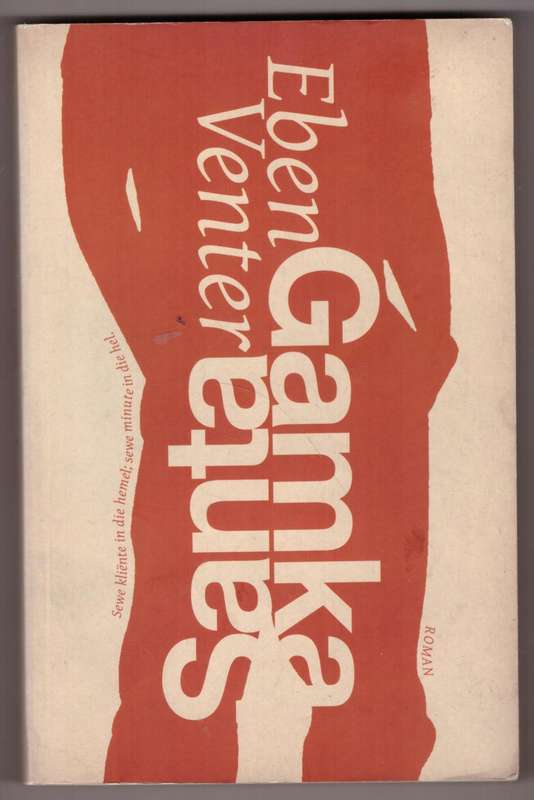 Eben
Venter
Santa
Gamka
ROMAN
Sewe kliënte in die hemel; sewe minute in die hel.